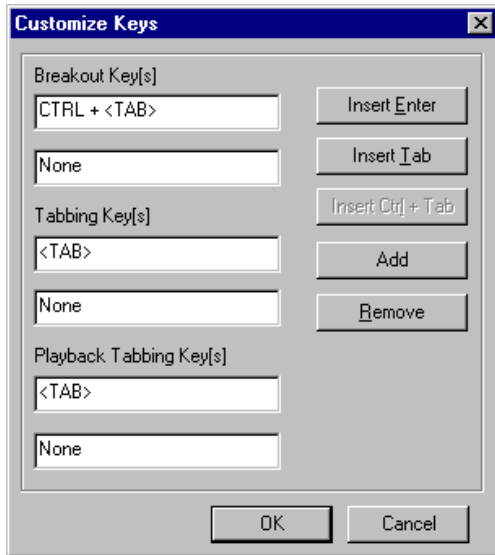 Customize Keys
Breakout Key[s]
CTRL + <TAB>
None
Tabbing Key[s]
<TAB>
None
Playback Tabbing Key[s]
<TAB>
None
Insert Enter
Insert Tab
Insert Ctrl + Tab
Add
Remove
OK
Cancel